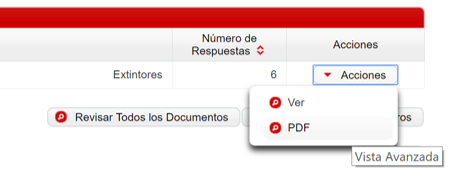 Número de
Respuestas
Acciones
Extintores
6
Acciones
Ver
PDF
Revisar Todos los Documentos
Vista Avanzada